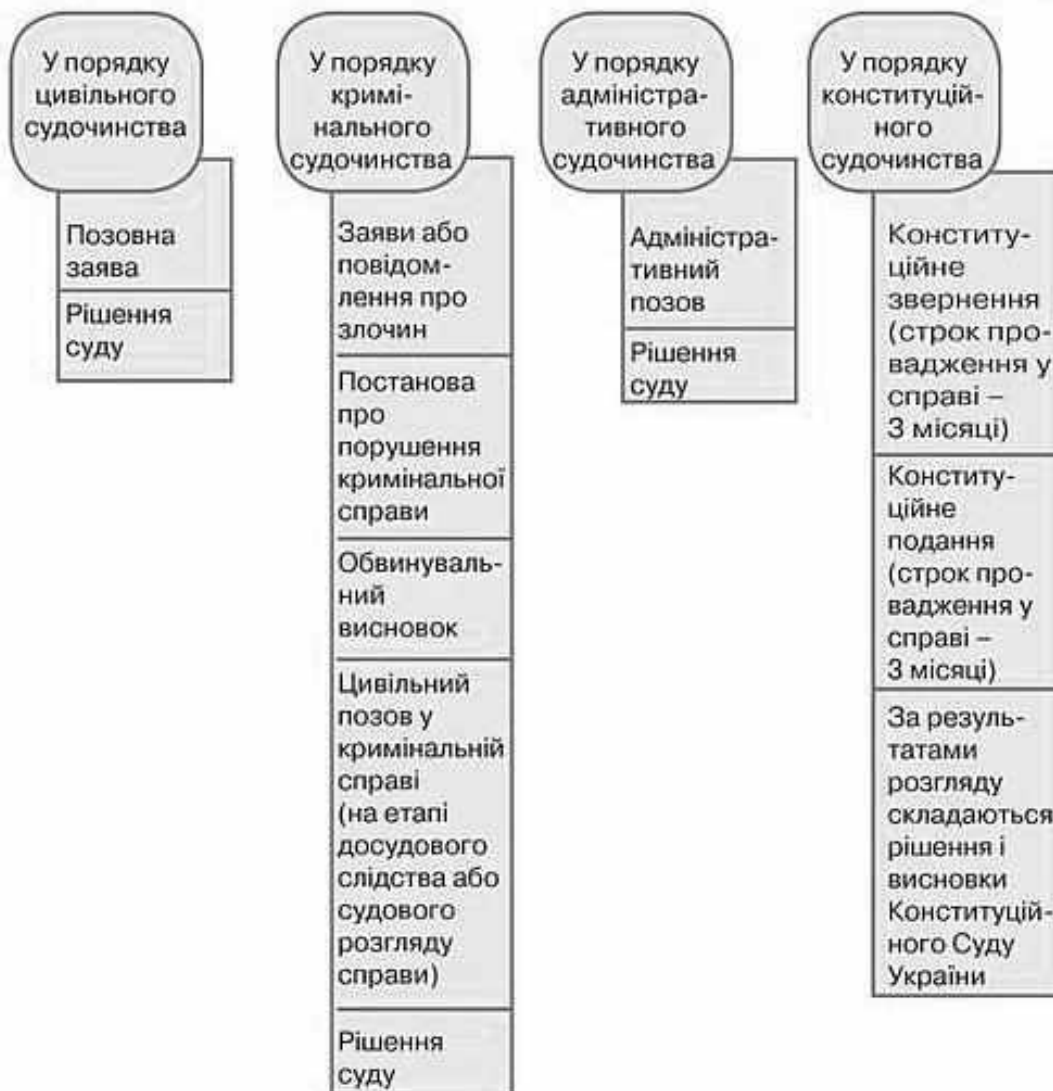 У порядку
цивільного
судочинства
Позовна
заява
Рішення
суду
У порядку
кримі-
нального
судочинства
Заяви або
повідом-
лення про
злочин
Постанова
про
порушення
кримінальної
справи
Обвинуваль-
ний
висновок
Цивільний
позов у
кримінальній
справі
(на етапі
досудового
слідства або
судового
розгляду
справи)
Рішення
суду
У порядку
адміністра-
тивного
судочинства
Адміністра-
тивний
позов
Рішення
суду
У порядку
конституцій-
ного
судочинства
Конститу-
ційне
звернення
(строк про-
вадження у
справі –
3 місяці)
Конститу-
ційне
подання
(строк про-
вадження у
справі –
3 місяці)
За резуль-
татами
розгляду
складаються
рішення і
висновки
Конституцій-
ного Суду
України